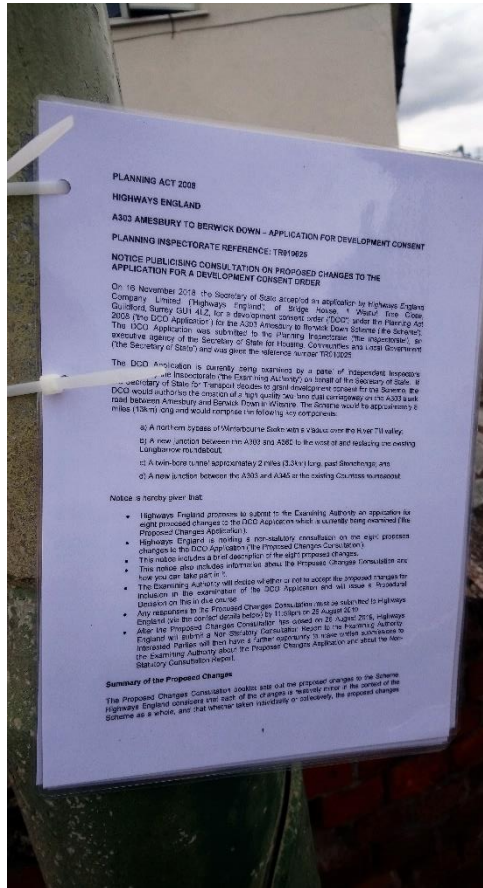 PLANNING ACT 2008
HIGHWAYS ENGLAND
A303 AMESBURY TO BERWICK DOWN – APPLICATION FOR DEVELOPMENT CONSENT
PLANNING INSPECTORATE REFERENCE: TR010025
NOTICE PUBLICISING CONSULTATION ON PROPOSED CHANGES TO THE
APPLICATION FOR A DEVELOPMENT CONSENT ORDER
On 16 November 2018, the Secretary of State accepted an application by Highways England
Company Limited ('Highways England'), of Bridge House, 1 Walnut Tree Close,
Guildford, Surrey GU1 4LZ, for a development consent order ('DCO') under the Planning Act
2008 ('the DCO Application') for the A303 Amesbury to Berwick Down Scheme ('the Scheme').
The DCO Application was submitted to the Planning Inspectorate ('the Inspectorate'), an
executive agency of the Secretary of State for Housing, Communities and Local Government
('the Secretary of State') and was given the reference number TR010025.
The DCO Application is currently being examined by a panel of independent Inspectors
the Inspectorate ('the Examining Authority') on behalf of the Secretary of State. If
Secretary of State for Transport decides to grant development consent for the Scheme, the
DCO would authorise the creation of a high quality two lane dual carriageway on the A303 trunk
road between Amesbury and Berwick Down in Wiltshire. The Scheme would be approximately 8
miles (13km) long and would comprise the following key components:
a) A northern bypass of Winterbourne Stoke with a viaduct over the River Till valley;
b) A new junction between the A303 and A360 to the west of and replacing the existing
Longbarrow roundabout;
c) A twin-bore tunnel approximately 2 miles (3.3km) long, past Stonehenge; and
d) A new junction between the A303 and A345 at the existing Countess roundabout.
Notice is hereby given that:
• Highways England proposes to submit to the Examining Authority an application for
eight proposed changes to the DCO Application which is currently being examined ('the
Proposed Changes Application').
• Highways England is holding a non-statutory consultation on the eight proposed
changes to the DCO Application ('the Proposed Changes Consultation').
• This notice includes a brief description of the eight proposed changes.
• This notice also includes information about the Proposed Changes Consultation and
how you can take part in it.
• The Examining Authority will decide whether or not to accept the proposed changes for
inclusion in the examination of the DCO Application and will issue a Procedural
Decision on this in due course.
• Any responses to the Proposed Changes Consultation must be submitted to Highways
England (via the contact details below) by 11:59pm on 26 August 2019.
• After the Proposed Changes Consultation has closed on 26 August 2019, Highways
England will submit a Non Statutory Consultation Report to the Examining Authority.
Interested Parties will then have a further opportunity to make written submissions to
the Examining Authority about the Proposed Changes Application and about the Non-
Statutory Consultation Report.
Summary of the Proposed Changes
The Proposed Changes Consultation booklet sets out the proposed changes to the Scheme.
Highways England considers that each of the changes is relatively minor in the context of the
Scheme as a whole, and that whether taken individually or collectively, the proposed changes
1